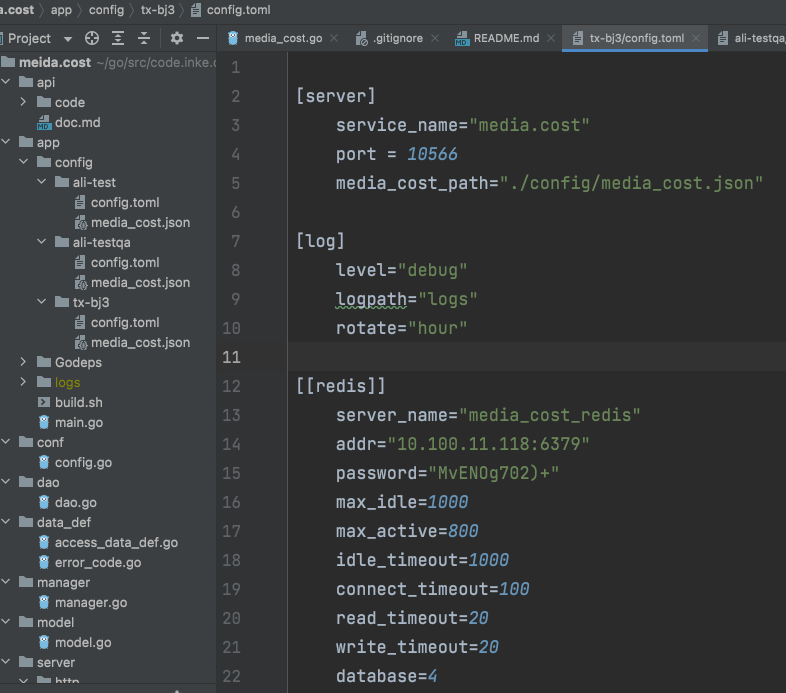 a.cost app config tx-bj3 config.toml
Project media_cost.go .gitignore README.md tx-bj3/config.toml ali-testqa
meida.cost ~/go/src/code.inke.c
api
code
doc.md
app
config
ali-test
config.toml
media_cost.json
ali-testqa
config.toml
media_cost.json
tx-bj3
config.toml
media_cost.json
Godeps
logs
build.sh
main.go
conf
config.go
dao
dao.go
data_def
access_data_def.go
error_code.go
manager
manager.go
model
model.go
server
http
1
2 [server]
3 service_name="media.cost"
4 port = 10566
5 media_cost_path="./config/media_cost.json"
6
7 [log]
8 level="debug"
9 logpath="logs"
10 rotate="hour"
11
12 [[redis]]
13 server_name="media_cost_redis"
14 addr="10.100.11.118:6379"
15 password="MvENOg702)+"
16 max_idle=1000
17 max_active=800
18 idle_timeout=1000
19 connect_timeout=100
20 read_timeout=20
21 write_timeout=20
22 database=4